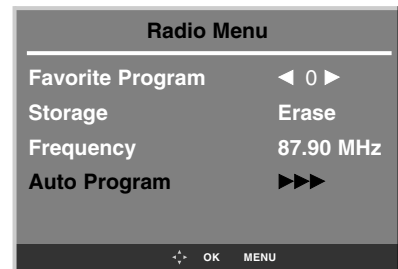 Radio Menu
Favorite Program ◀ 0 ▶
Storage Erase
Frequency 87.90 MHz
Auto Program ▶▶▶
OK MENU